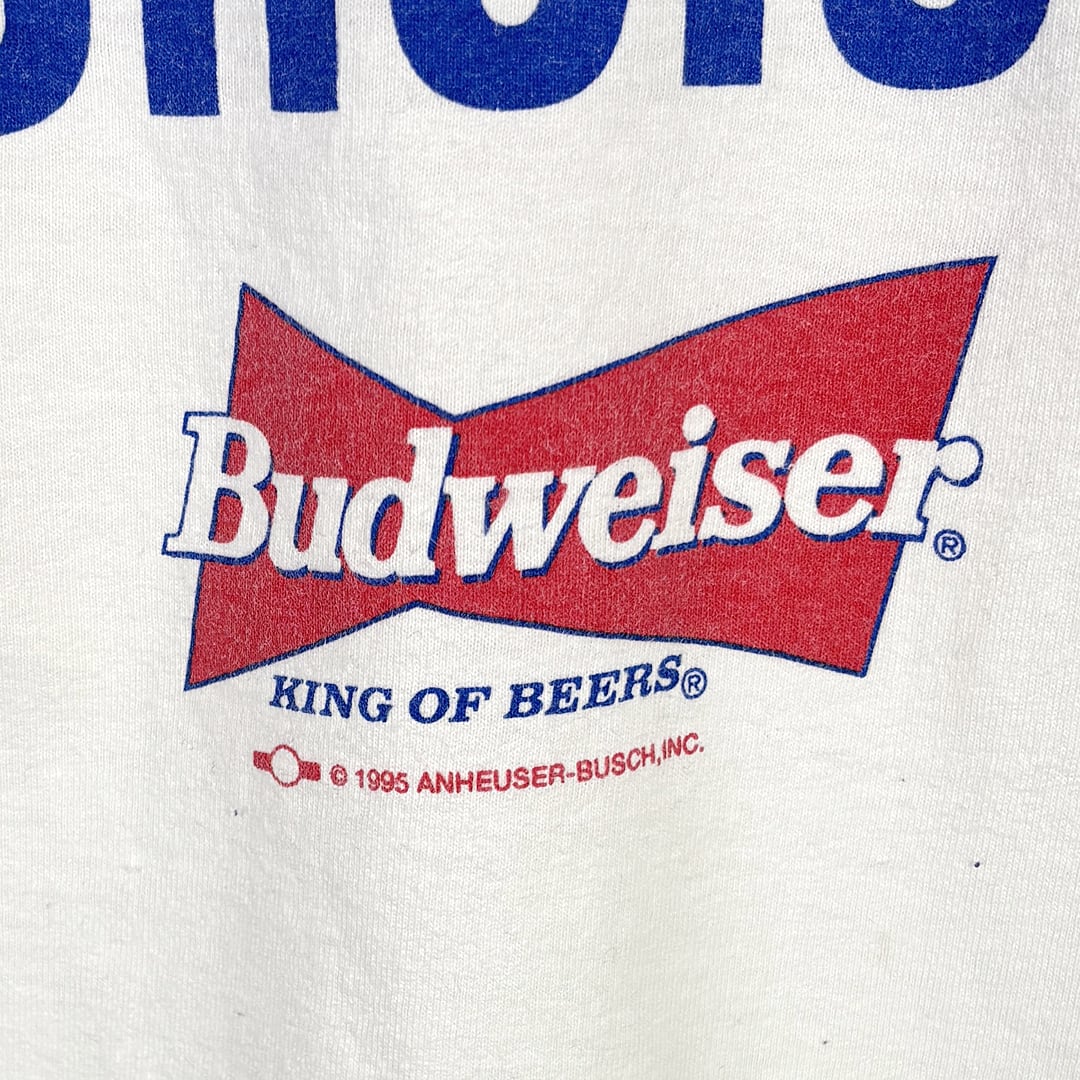 Budweiser®
KING OF BEERS®
© 1995 ANHEUSER-BUSCH, INC.